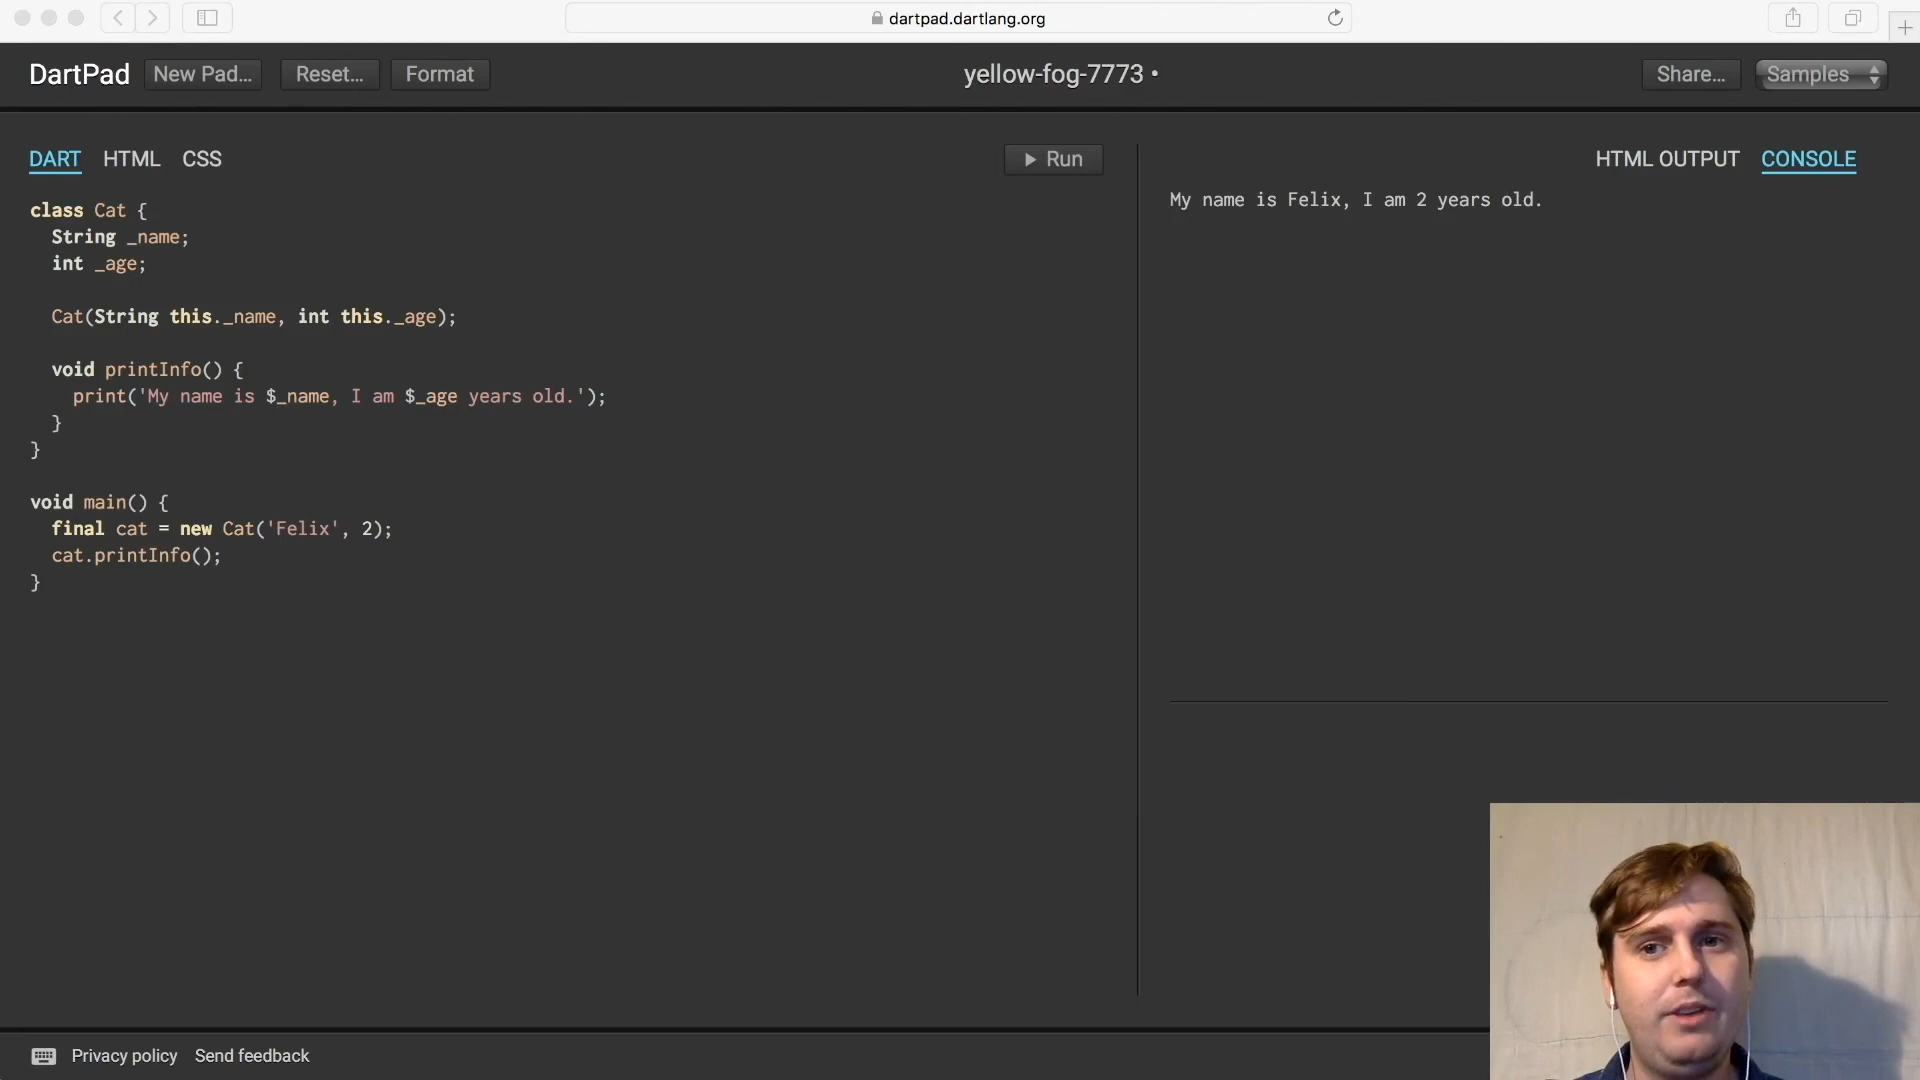 dartpad.dartlang.org
DartPad New Pad... Reset... Format yellow-fog-7773 • Share... Samples
DART HTML CSS Run HTML OUTPUT CONSOLE
class Cat {
String _name;
int _age;
Cat(String this._name, int this._age);
void printInfo() {
print('My name is $_name, I am $_age years old.');
}
}
void main() {
final cat = new Cat('Felix', 2);
cat.printInfo();
}
My name is Felix, I am 2 years old.
Privacy policy Send feedback